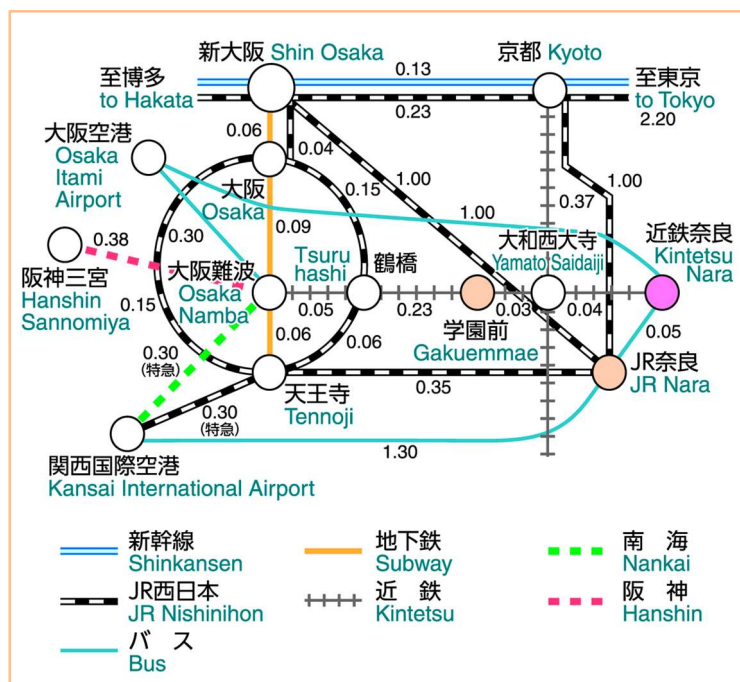 新大阪 Shin Osaka
京都 Kyoto
至博多
to Hakata
0.13
0.23
至東京
to Tokyo
2.20
大阪空港
Osaka
Itami
Airport
0.06
0.04
大阪
Osaka
0.15
1.00
0.37
1.00
0.30
0.09
1.00
0.38
阪神三宮
Hanshin
Sannomiya
大阪難波
Osaka
Namba
Tsuru
hashi
鶴橋
大和西大寺
Yamato Saidaiji
近鉄奈良
Kintetsu
Nara
0.15
0.05
0.23
0.03
0.04
学園前
Gakuemmae
0.05
0.06
0.06
0.30
(特急)
天王寺
Tennoji
0.35
JR奈良
JR Nara
0.30
(特急)
1.30
関西国際空港
Kansai International Airport
新幹線
Shinkansen
地下鉄
Subway
南 海
Nankai
JR西日本
JR Nishinihon
近 鉄
Kintetsu
阪 神
Hanshin
バ ス
Bus